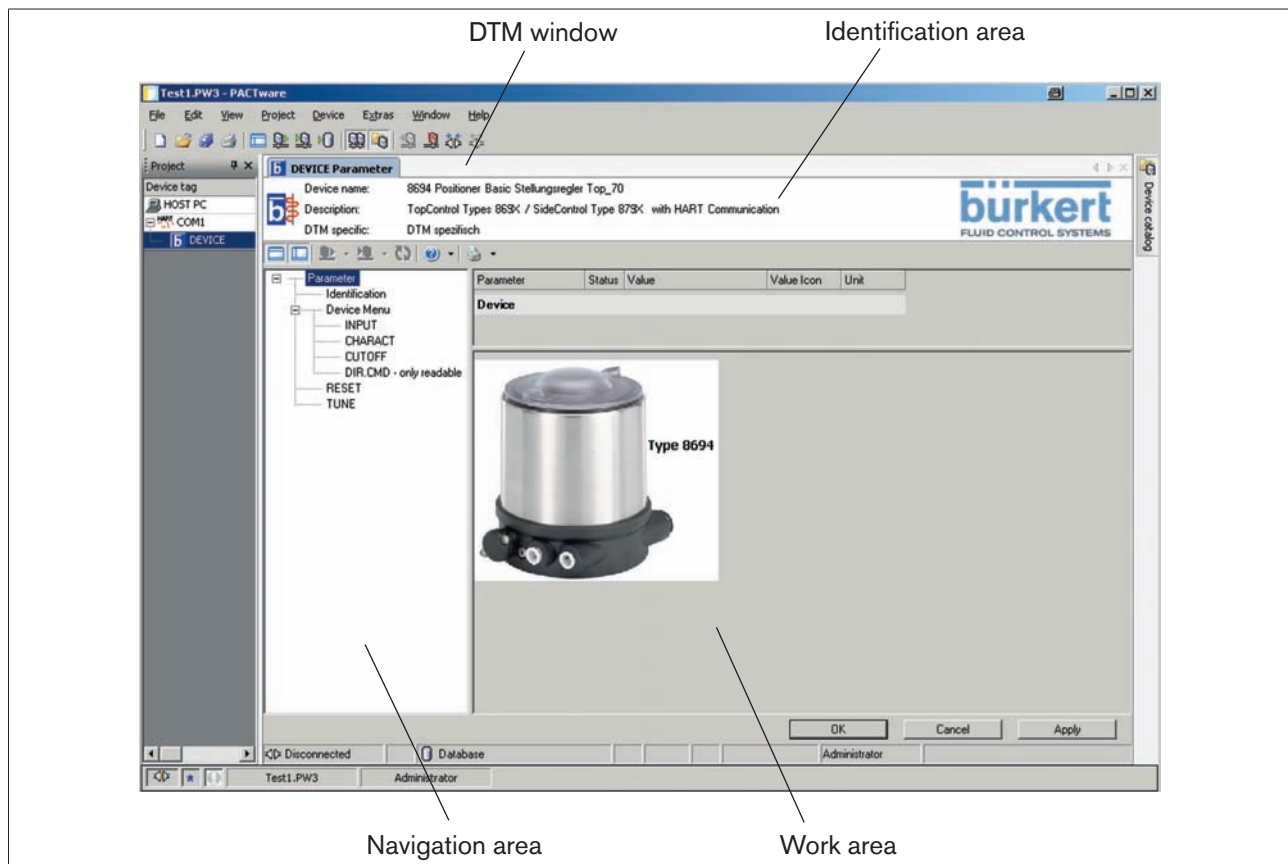 DTM window
Identification area
Test1.PW3 - PACTware
File Edit View Project Device Extras Window Help
Project
Device tag
HOST PC
HART COM1
DEVICE
DEVICE Parameter
Device name: 8694 Positioner Basic Stellungsregler Top_70
Description: TopControl Types 869X / SideControl Type 879X with HART Communication
DTM specific: DTM spezifisch
burkert
FLUID CONTROL SYSTEMS
Device catalog
Parameter
Identification
Device Menu
INPUT
CHARACT
CUTOFF
DIR.CMD - only readable
RESET
TUNE
Parameter Status Value Value Icon Unit
Device
Type 8694
OK Cancel Apply
Disconnected Database Administrator
Test1.PW3 Administrator
Navigation area
Work area